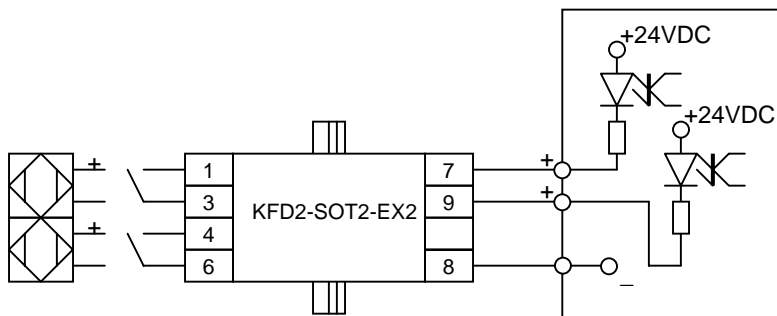 +24VDC
+24VDC
+ 1 7 +
3 KFD2-SOT2-EX2 9 +
+ 4
6 8 –